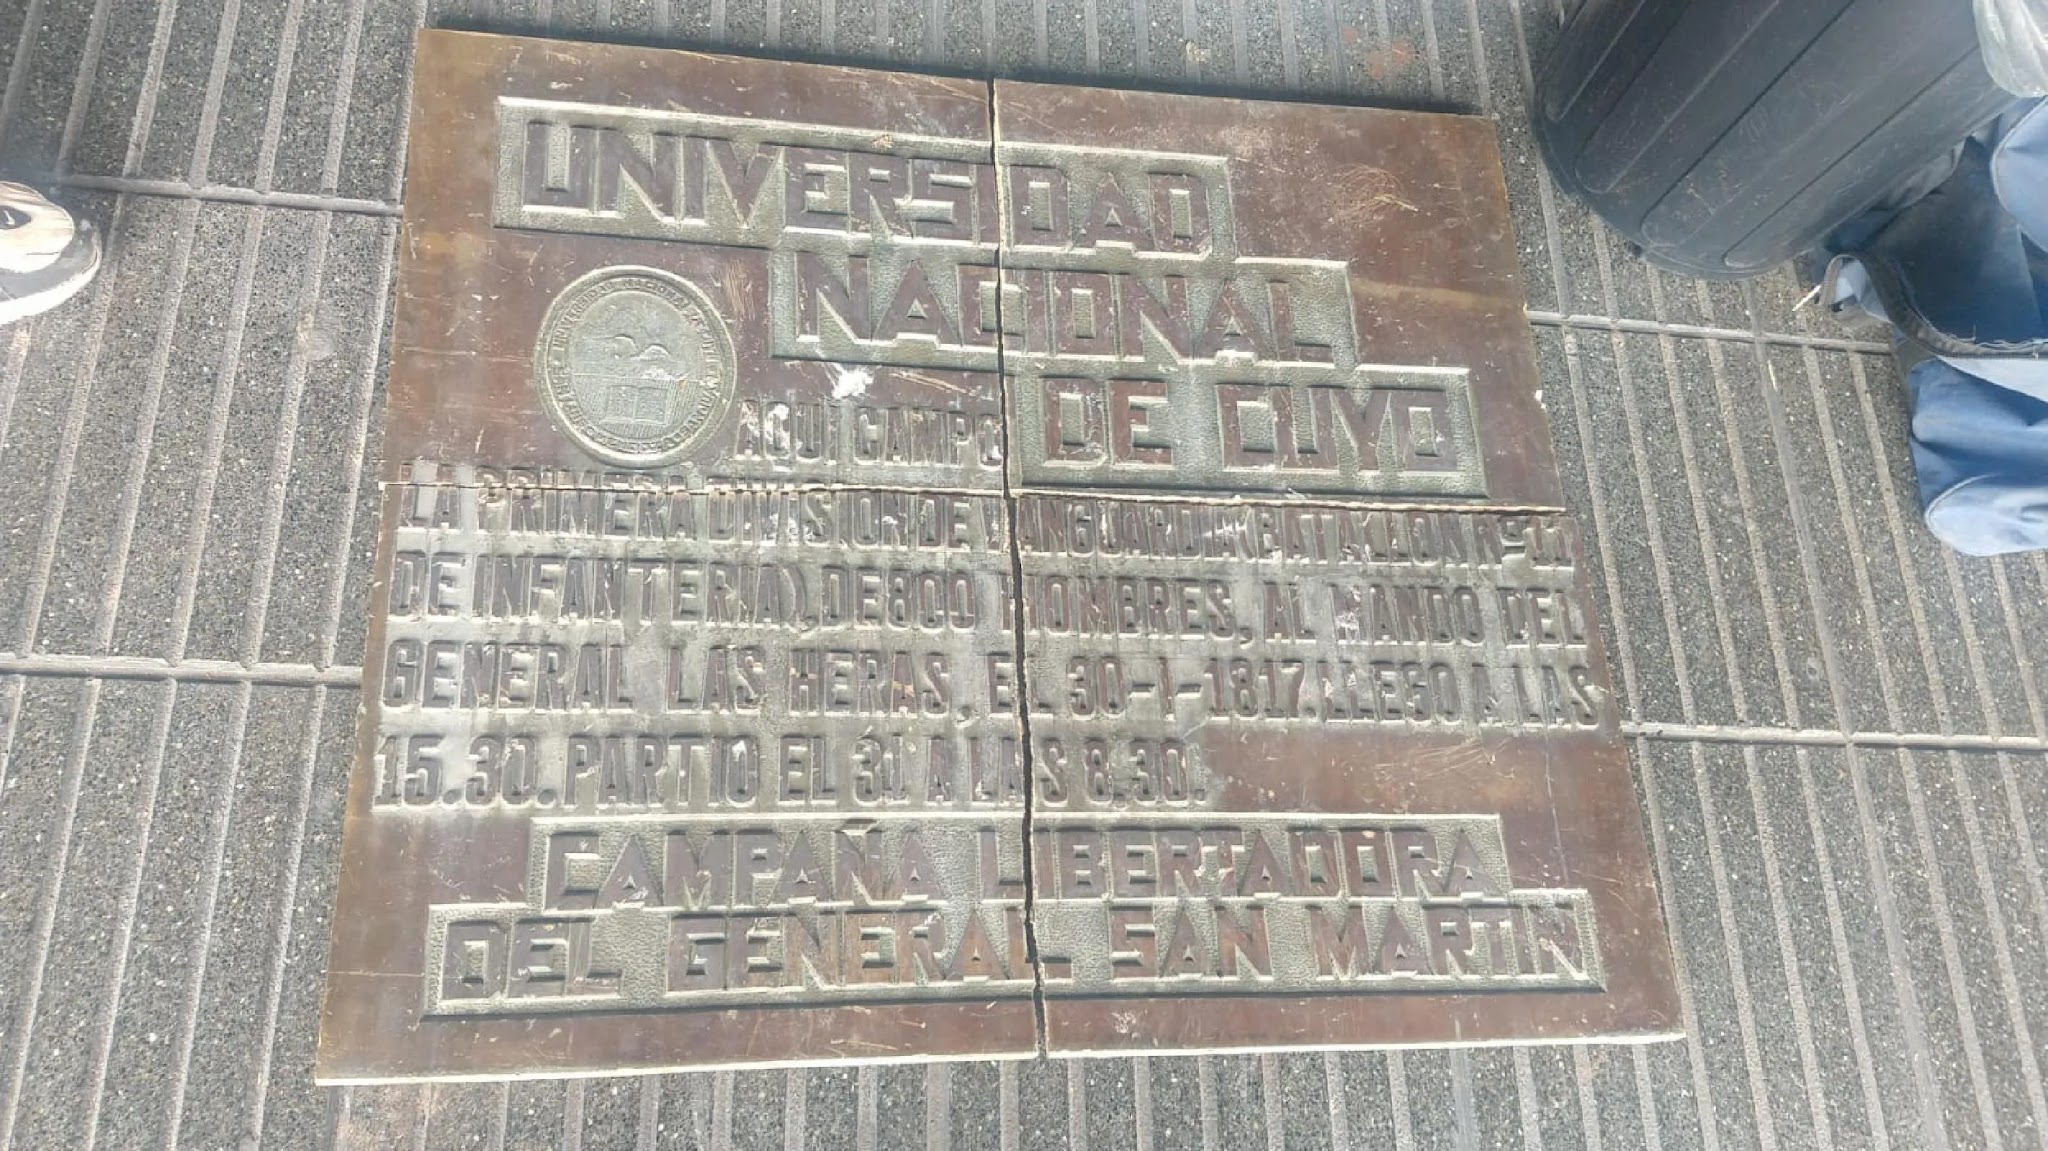 UNIVERSIDAD
NACIONAL
DE CUYO
AQUI CAMPO
LA PRIMERA DIVISION DE VANGUARDIA (BATALLON Nº 11
DE INFANTERIA), DE 800 HOMBRES, AL MANDO DEL
GENERAL LAS HERAS, EL 30-1-1817. LLEGO A LAS
15.30. PARTIO EL 31 A LAS 8,30.
CAMPAÑA LIBERTADORA
DEL GENERAL SAN MARTIN